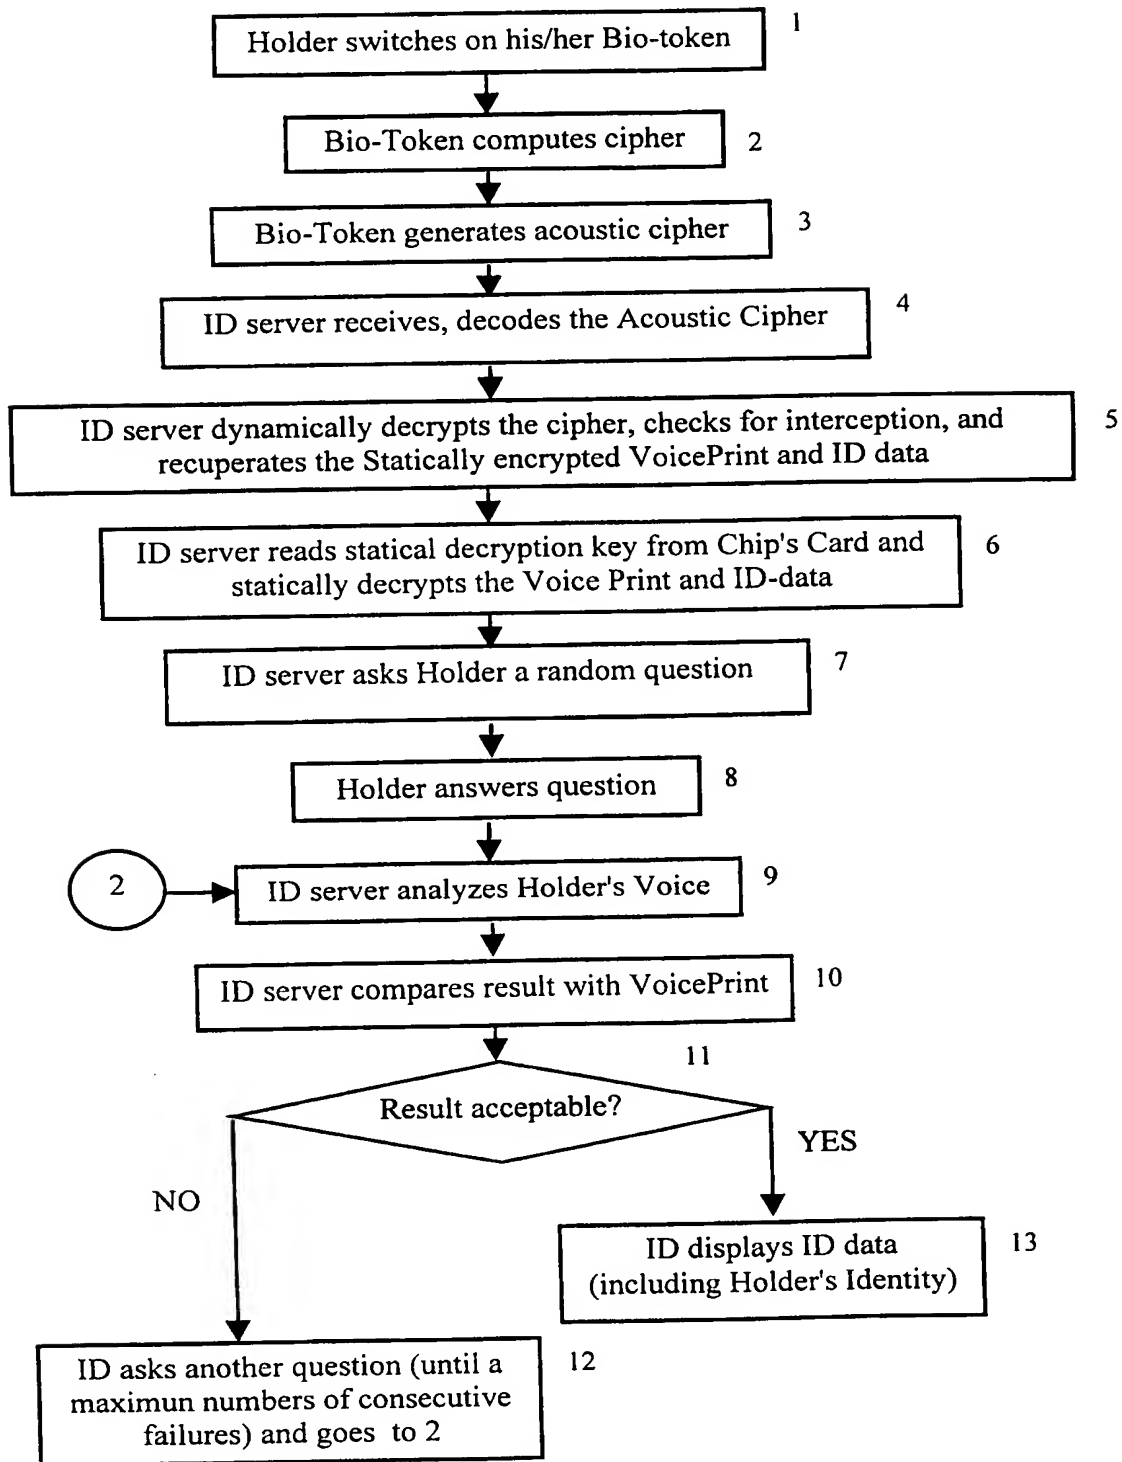 Holder switches on his/her Bio-token
1
Bio-Token computes cipher
2
Bio-Token generates acoustic cipher
3
ID server receives, decodes the Acoustic Cipher
4
ID server dynamically decrypts the cipher, checks for interception, and
recuperates the Statically encrypted VoicePrint and ID data
5
ID server reads statical decryption key from Chip's Card and
statically decrypts the Voice Print and ID-data
6
ID server asks Holder a random question
7
Holder answers question
8
2
ID server analyzes Holder's Voice
9
ID server compares result with VoicePrint
10
11
Result acceptable?
YES
NO
ID displays ID data
(including Holder's Identity)
13
ID asks another question (until a
maximun numbers of consecutive
failures) and goes to 2
12